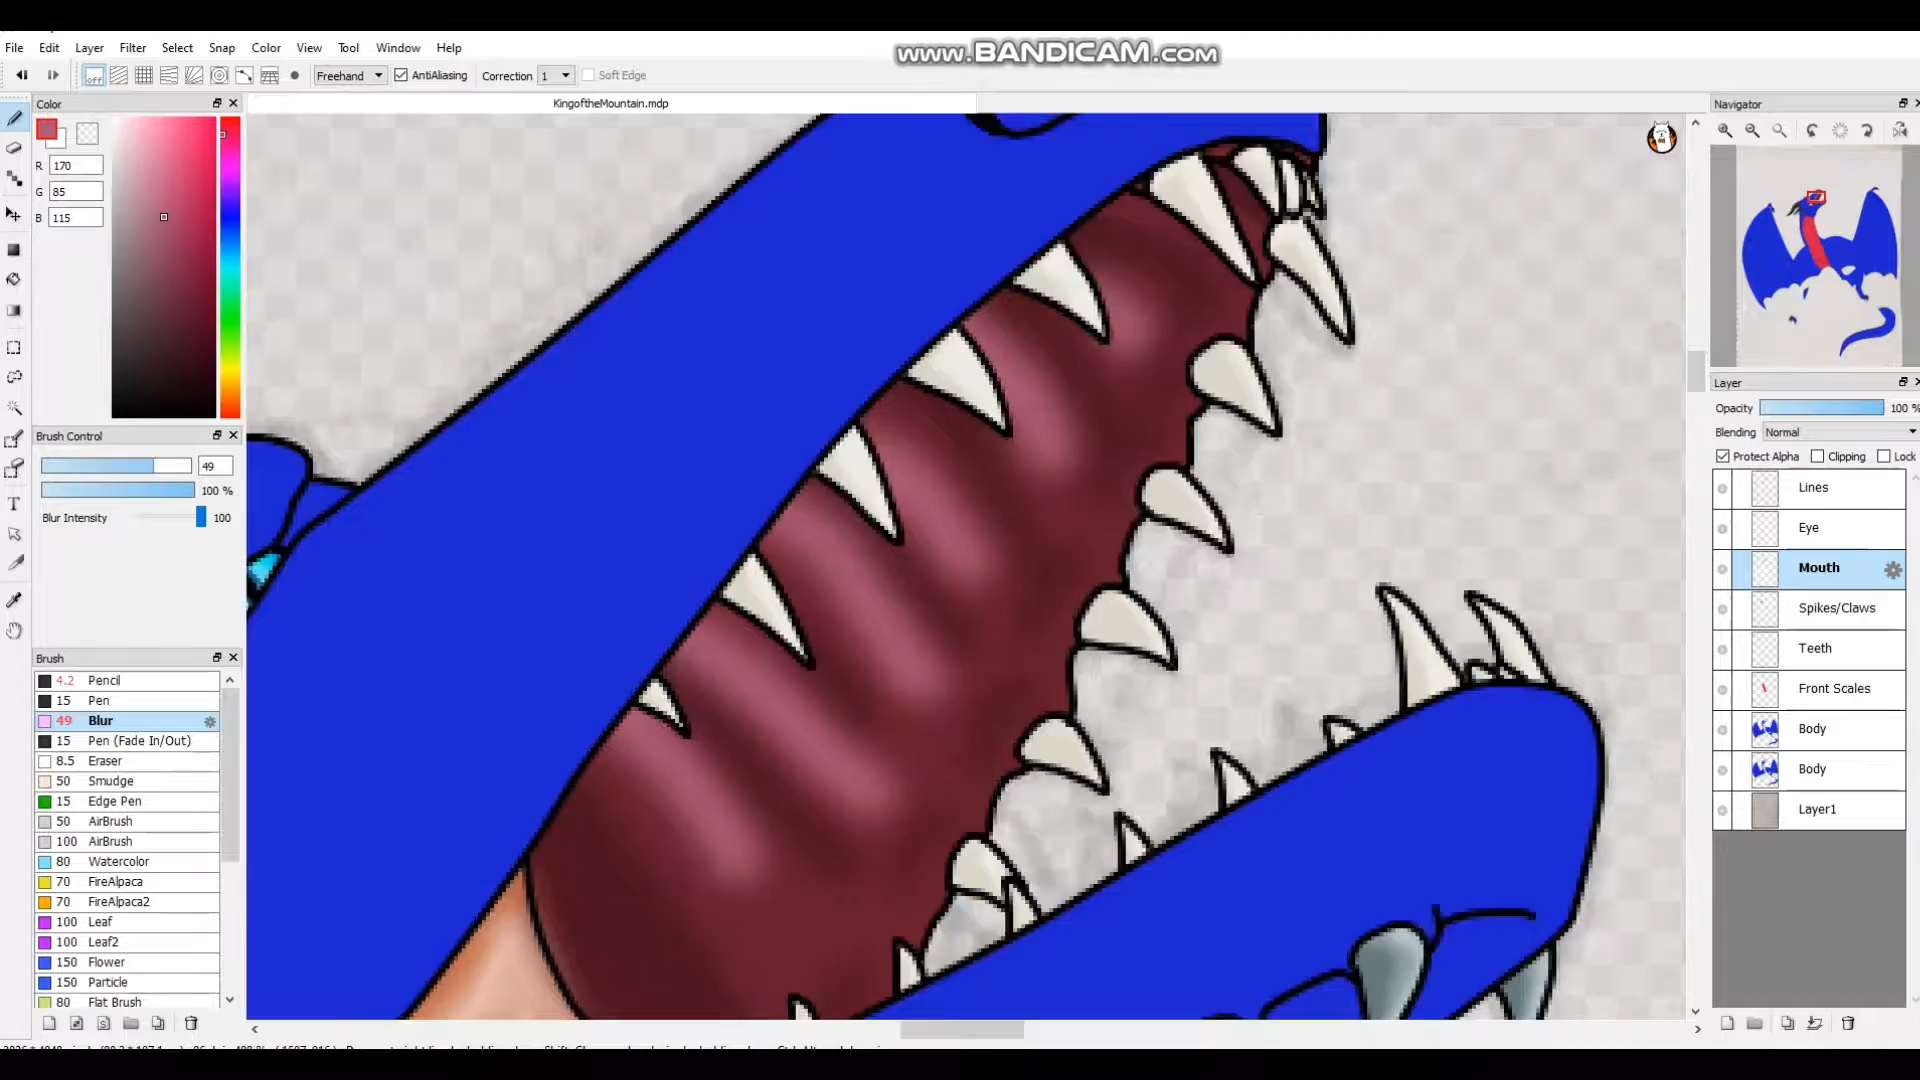 www.BANDICAM.com
File Edit Layer Filter Select Snap Color View Tool Window Help
off Freehand AntiAliasing Correction 1 Soft Edge
Color
KingoftheMountain.mdp
Navigator
R 170
G 85
B 115
Layer
Opacity 100 %
Blending Normal
Protect Alpha Clipping Lock
Brush Control
49
100 %
Blur Intensity 100
Lines
Eye
Mouth
Spikes/Claws
Teeth
Front Scales
Body
Body
Layer1
Brush
4.2 Pencil
15 Pen
49 Blur
15 Pen (Fade In/Out)
8.5 Eraser
50 Smudge
15 Edge Pen
50 AirBrush
100 AirBrush
80 Watercolor
70 FireAlpaca
70 FireAlpaca2
100 Leaf
100 Leaf2
150 Flower
150 Particle
80 Flat Brush